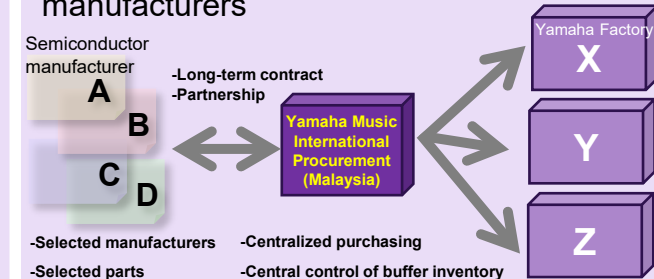 manufacturers
Semiconductor
manufacturer
A
B
C
D
-Long-term contract
-Partnership
Yamaha Music
International
Procurement
(Malaysia)
Yamaha Factory
X
Y
Z
-Selected manufacturers
-Selected parts
-Centralized purchasing
-Central control of buffer inventory